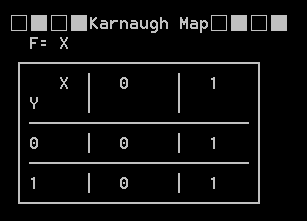 Karnaugh Map
F= X
X 0 1
Y
0 0 1
1 0 1